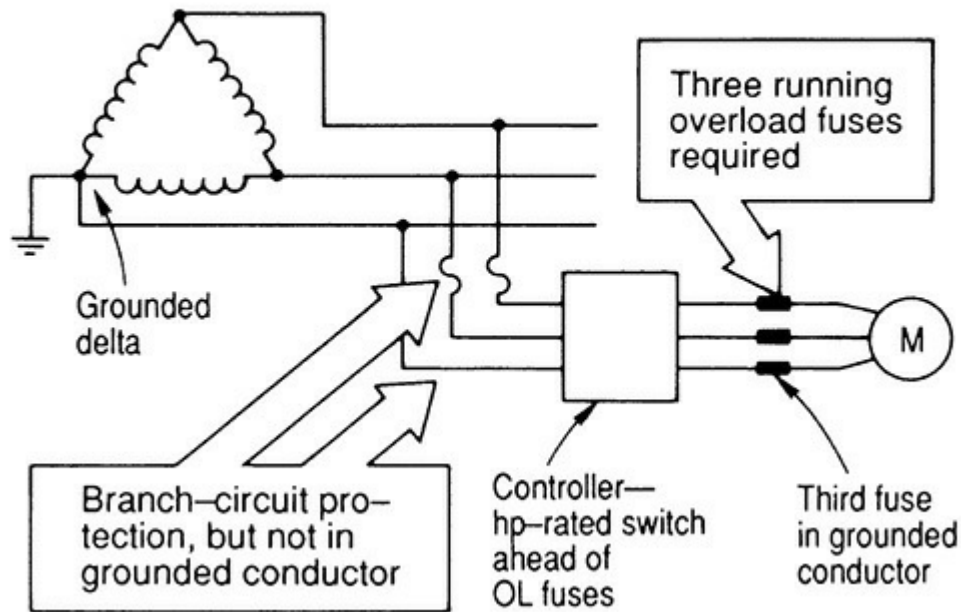 Three running
overload fuses
required
Grounded
delta
M
Branch–circuit pro–
tection, but not in
grounded conductor
Controller—
hp–rated switch
ahead of
OL fuses
Third fuse
in grounded
conductor